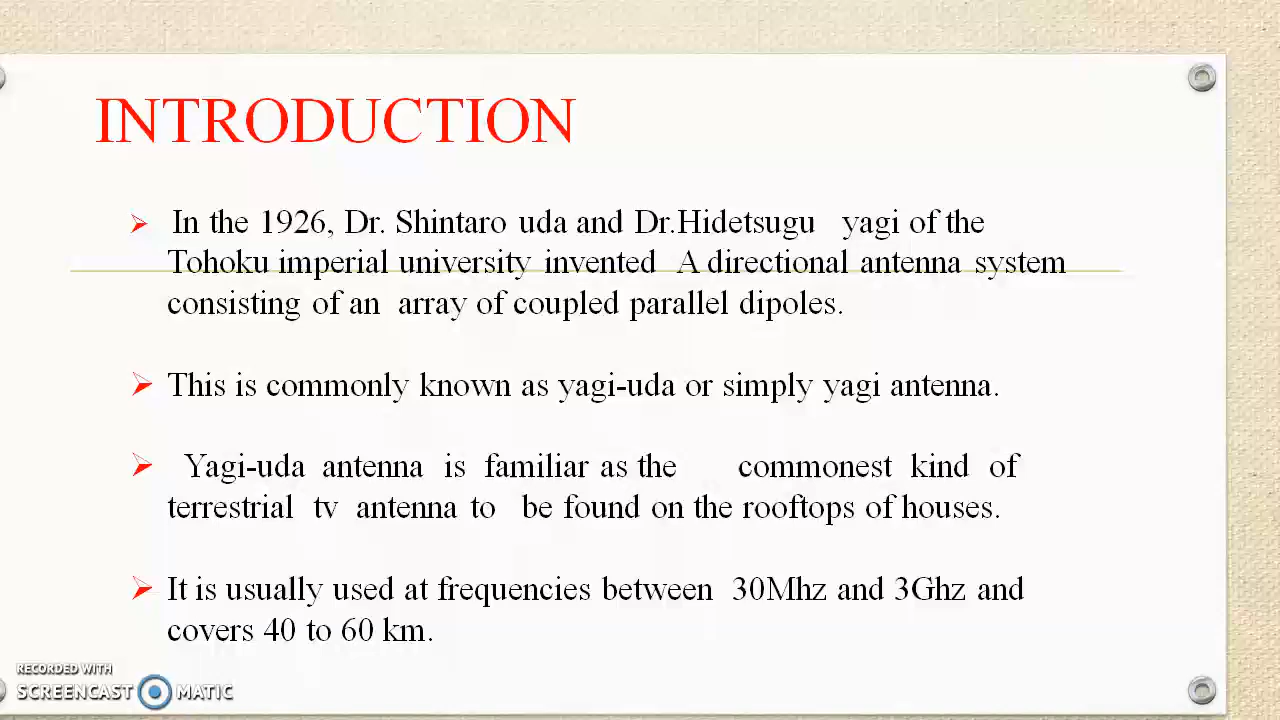 INTRODUCTION
In the 1926, Dr. Shintaro uda and Dr.Hidetsugu yagi of the
Tohoku imperial university invented A directional antenna system
consisting of an array of coupled parallel dipoles.
This is commonly known as yagi-uda or simply yagi antenna.
Yagi-uda antenna is familiar as the commonest kind of
terrestrial tv antenna to be found on the rooftops of houses.
It is usually used at frequencies between 30Mhz and 3Ghz and
covers 40 to 60 km.
RECORDED WITH
SCREENCAST MATIC